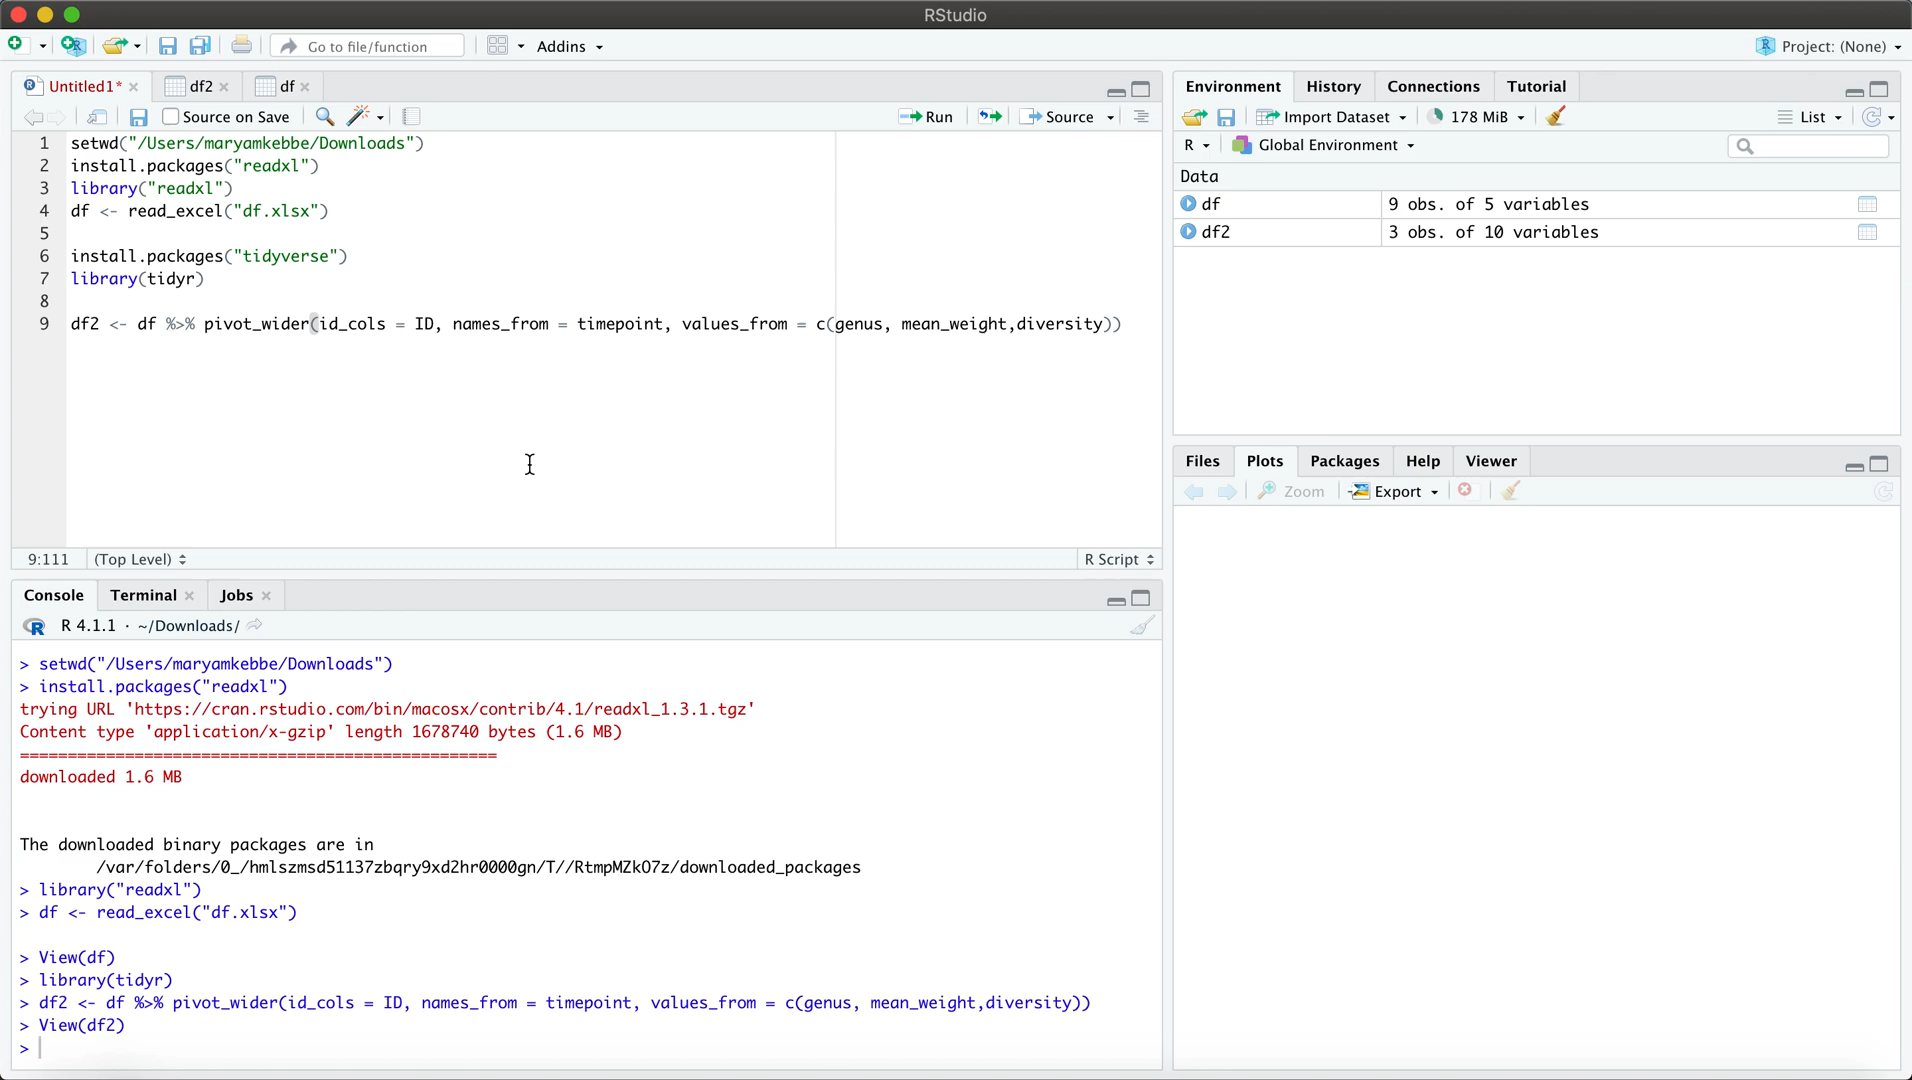 RStudio
Go to file/function
Addins
Project: (None)
Untitled1*
df2
df
Source on Save
Run
Source
1 setwd("/Users/maryamkebbe/Downloads")
2 install.packages("readxl")
3 library("readxl")
4 df <- read_excel("df.xlsx")
5
6 install.packages("tidyverse")
7 library(tidyr)
8
9 df2 <- df %>% pivot_wider(id_cols = ID, names_from = timepoint, values_from = c(genus, mean_weight,diversity))
9:111 (Top Level) R Script
Console Terminal Jobs
R 4.1.1 · ~/Downloads/
> setwd("/Users/maryamkebbe/Downloads")
> install.packages("readxl")
trying URL 'https://cran.rstudio.com/bin/macosx/contrib/4.1/readxl_1.3.1.tgz'
Content type 'application/x-gzip' length 1678740 bytes (1.6 MB)
==================================================
downloaded 1.6 MB
The downloaded binary packages are in
/var/folders/0_/hmlszmsd51137zbqry9xd2hr0000gn/T//RtmpMZkO7z/downloaded_packages
> library("readxl")
> df <- read_excel("df.xlsx")
> View(df)
> library(tidyr)
> df2 <- df %>% pivot_wider(id_cols = ID, names_from = timepoint, values_from = c(genus, mean_weight,diversity))
> View(df2)
>
Environment History Connections Tutorial
Import Dataset 178 MiB List
R Global Environment
Data
df 9 obs. of 5 variables
df2 3 obs. of 10 variables
Files Plots Packages Help Viewer
Zoom Export